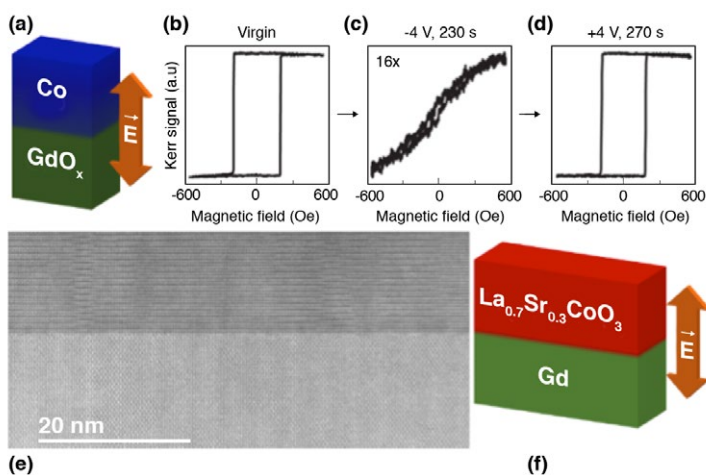 (a)
Co
GdOₓ
E
(b)
Virgin
Kerr signal (a.u)
-600 0 600
Magnetic field (Oe)
(c)
-4 V, 230 s
16x
-600 0 600
Magnetic field (Oe)
(d)
+4 V, 270 s
-600 0 600
Magnetic field (Oe)
20 nm
(e)
La₀.₇Sr₀.₃CoO₃
Gd
E
(f)